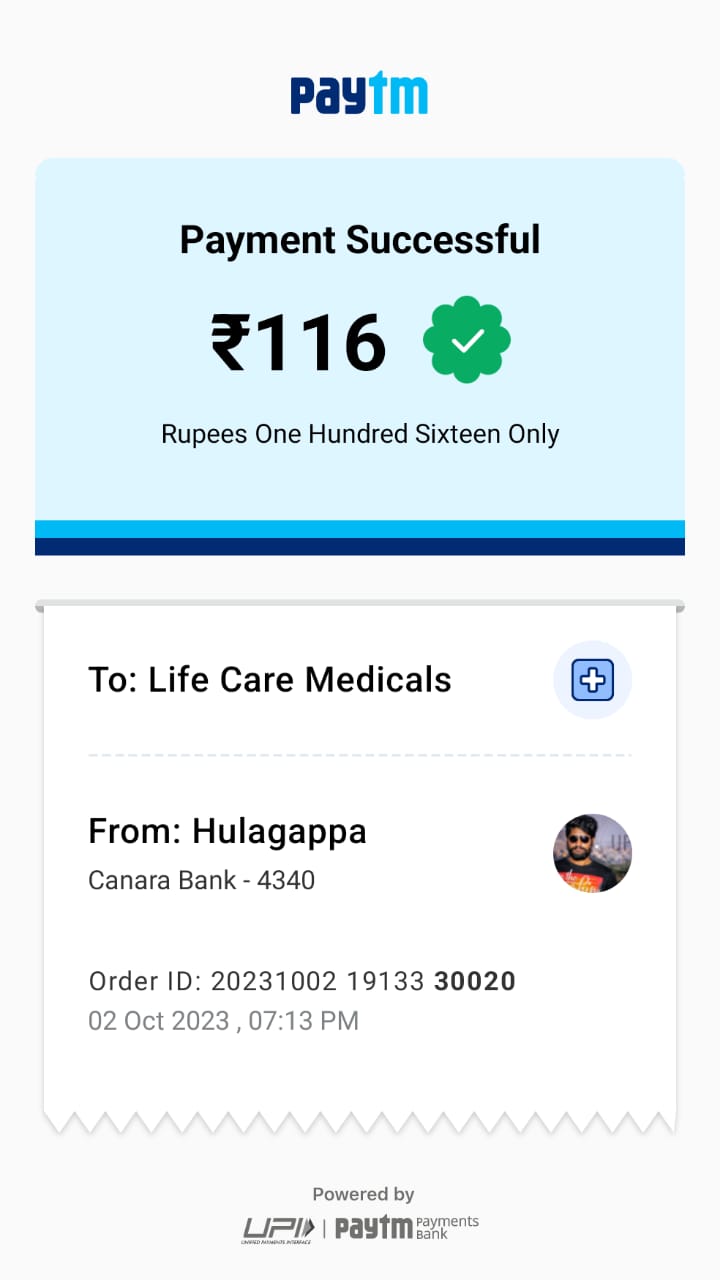 paytm
Payment Successful
₹116
Rupees One Hundred Sixteen Only
To: Life Care Medicals
From: Hulagappa
Canara Bank - 4340
Order ID: 20231002 19133 30020
02 Oct 2023 , 07:13 PM
Powered by
UPI | paytm Payments Bank
UNIFIED PAYMENTS INTERFACE